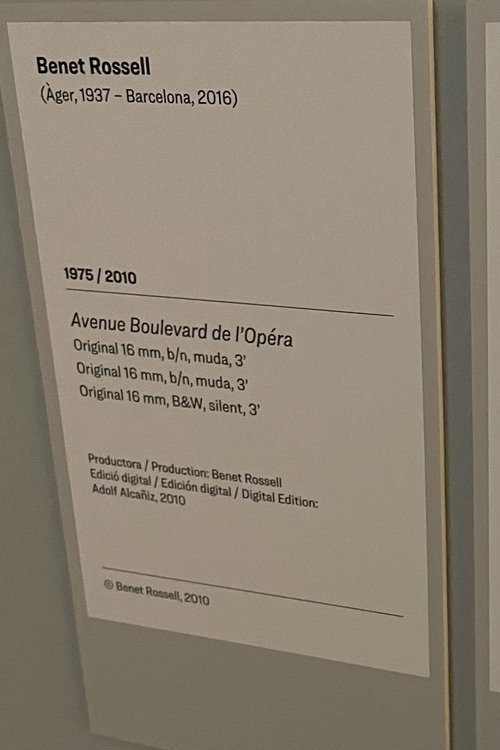 Benet Rossell
(Àger, 1937 – Barcelona, 2016)
1975 / 2010
Avenue Boulevard de l'Opéra
Original 16 mm, b/n, muda, 3'
Original 16 mm, b/n, muda, 3'
Original 16 mm, B&W, silent, 3'
Productora / Production: Benet Rossell
Edició digital / Edición digital / Digital Edition:
Adolf Alcañiz, 2010
© Benet Rossell, 2010